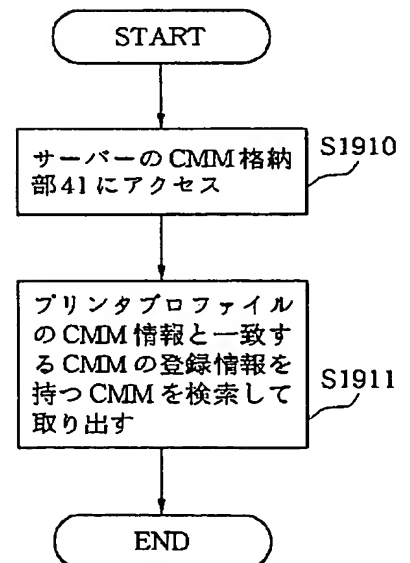 START
サーバーのCMM格納
部41にアクセス
S1910
プリンタプロファイル
のCMM情報と一致す
るCMMの登録情報を
持つCMMを検索して
取り出す
S1911
END